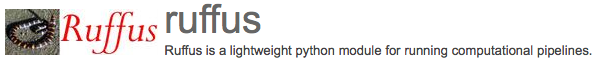 Ruffus
ruffus
Ruffus is a lightweight python module for running computational pipelines.